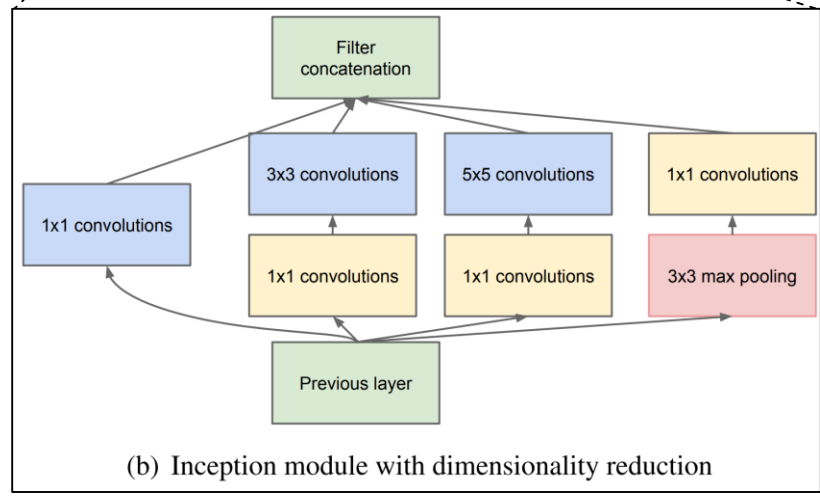 Filter
concatenation
3x3 convolutions
5x5 convolutions
1x1 convolutions
1x1 convolutions
1x1 convolutions
1x1 convolutions
3x3 max pooling
Previous layer
(b) Inception module with dimensionality reduction